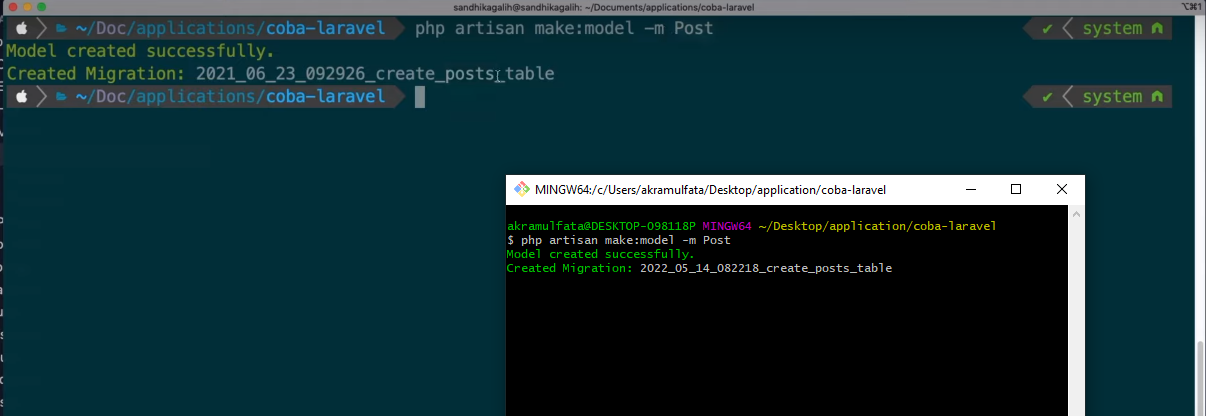 sandhikagalih@sandhikagalih: ~/Documents/applications/coba-laravel
⌥⌘1
~/Doc/applications/coba-laravel php artisan make:model -m Post ✔ system
Model created successfully.
Created Migration: 2021_06_23_092926_create_posts_table
~/Doc/applications/coba-laravel ✔ system
MINGW64:/c/Users/akramulfata/Desktop/application/coba-laravel
akramulfata@DESKTOP-O98118P MINGW64 ~/Desktop/application/coba-laravel
$ php artisan make:model -m Post
Model created successfully.
Created Migration: 2022_05_14_082218_create_posts_table